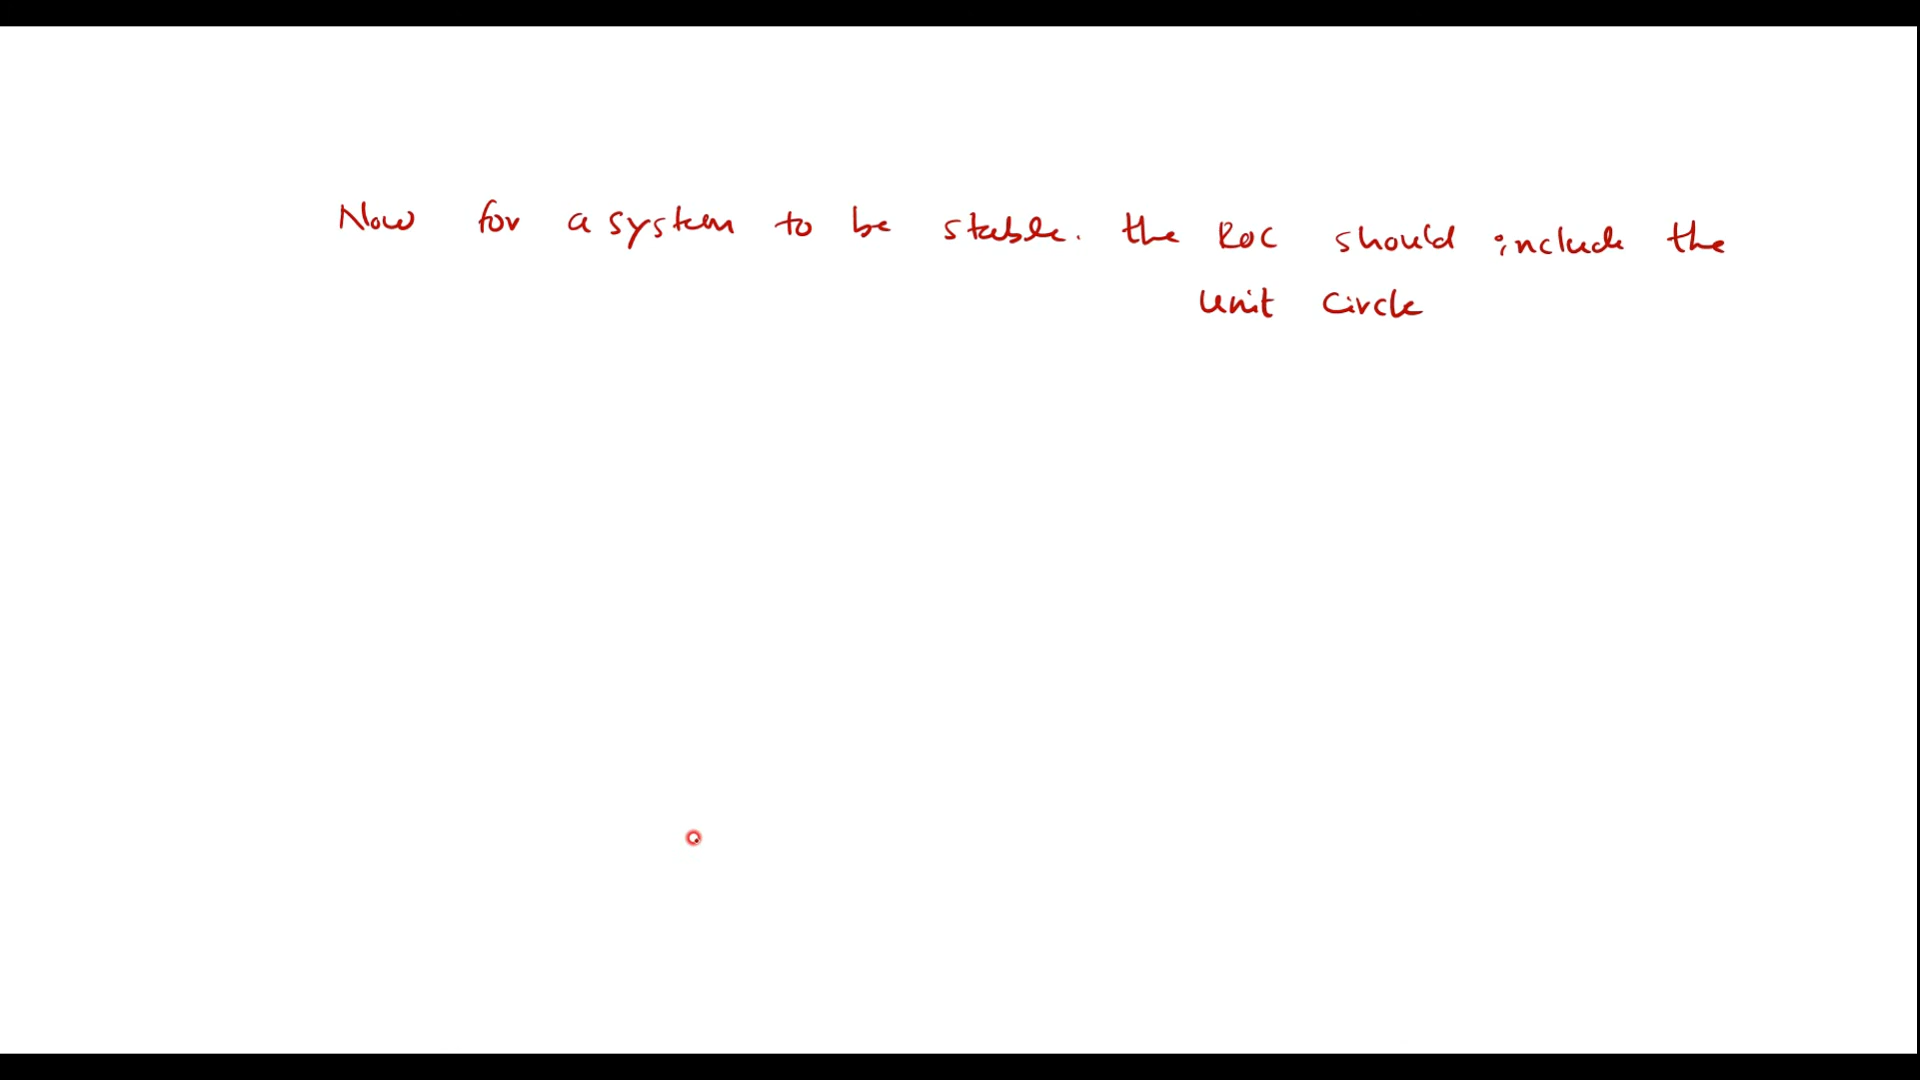 Now for a system to be stable. the ROC should include the
unit circle